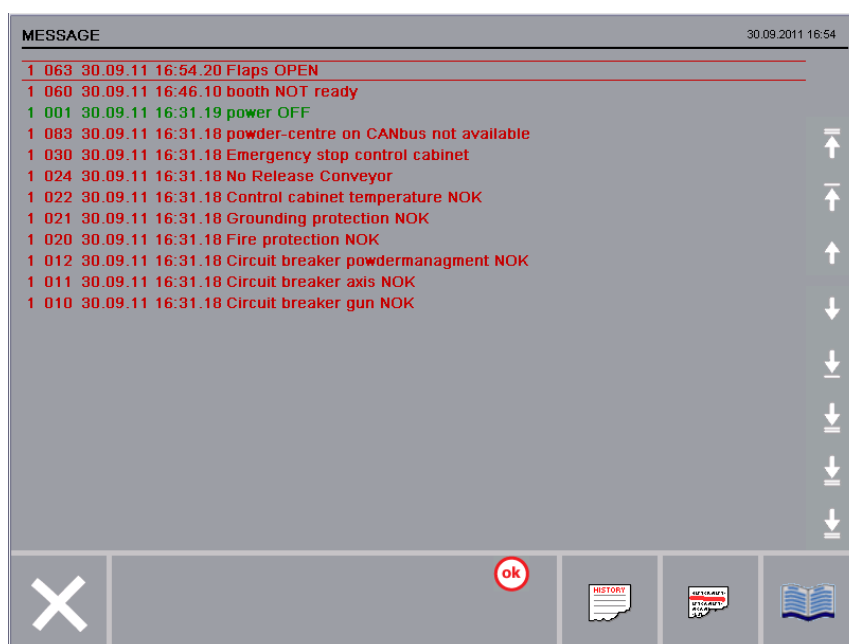 MESSAGE 30.09.2011 16:54
1 063 30.09.11 16:54.20 Flaps OPEN
1 060 30.09.11 16:46.10 booth NOT ready
1 001 30.09.11 16:31.19 power OFF
1 083 30.09.11 16:31.18 powder-centre on CANbus not available
1 030 30.09.11 16:31.18 Emergency stop control cabinet
1 024 30.09.11 16:31.18 No Release Conveyor
1 022 30.09.11 16:31.18 Control cabinet temperature NOK
1 021 30.09.11 16:31.18 Grounding protection NOK
1 020 30.09.11 16:31.18 Fire protection NOK
1 012 30.09.11 16:31.18 Circuit breaker powdermanagment NOK
1 011 30.09.11 16:31.18 Circuit breaker axis NOK
1 010 30.09.11 16:31.18 Circuit breaker gun NOK
ok
HISTORY